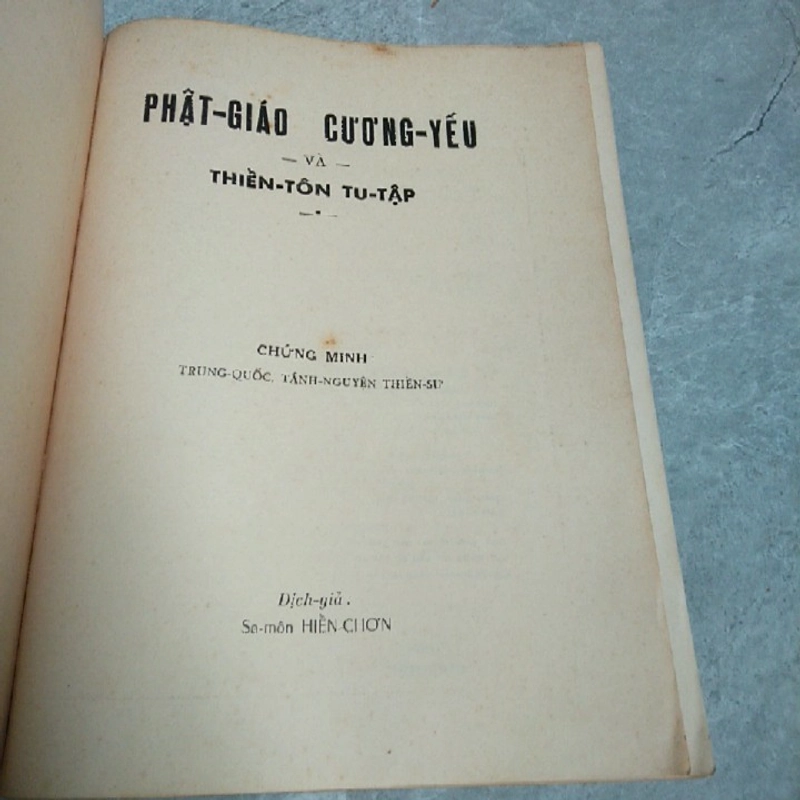 PHẬT-GIÁO CƯƠNG-YẾU
— VÀ —
THIỀN-TÔN TU-TẬP
CHỨNG MINH
TRUNG-QUỐC, TÁNH-NGUYÊN THIỀN-SƯ
Dịch-giả.
Sa-môn HIỀN-CHƠN